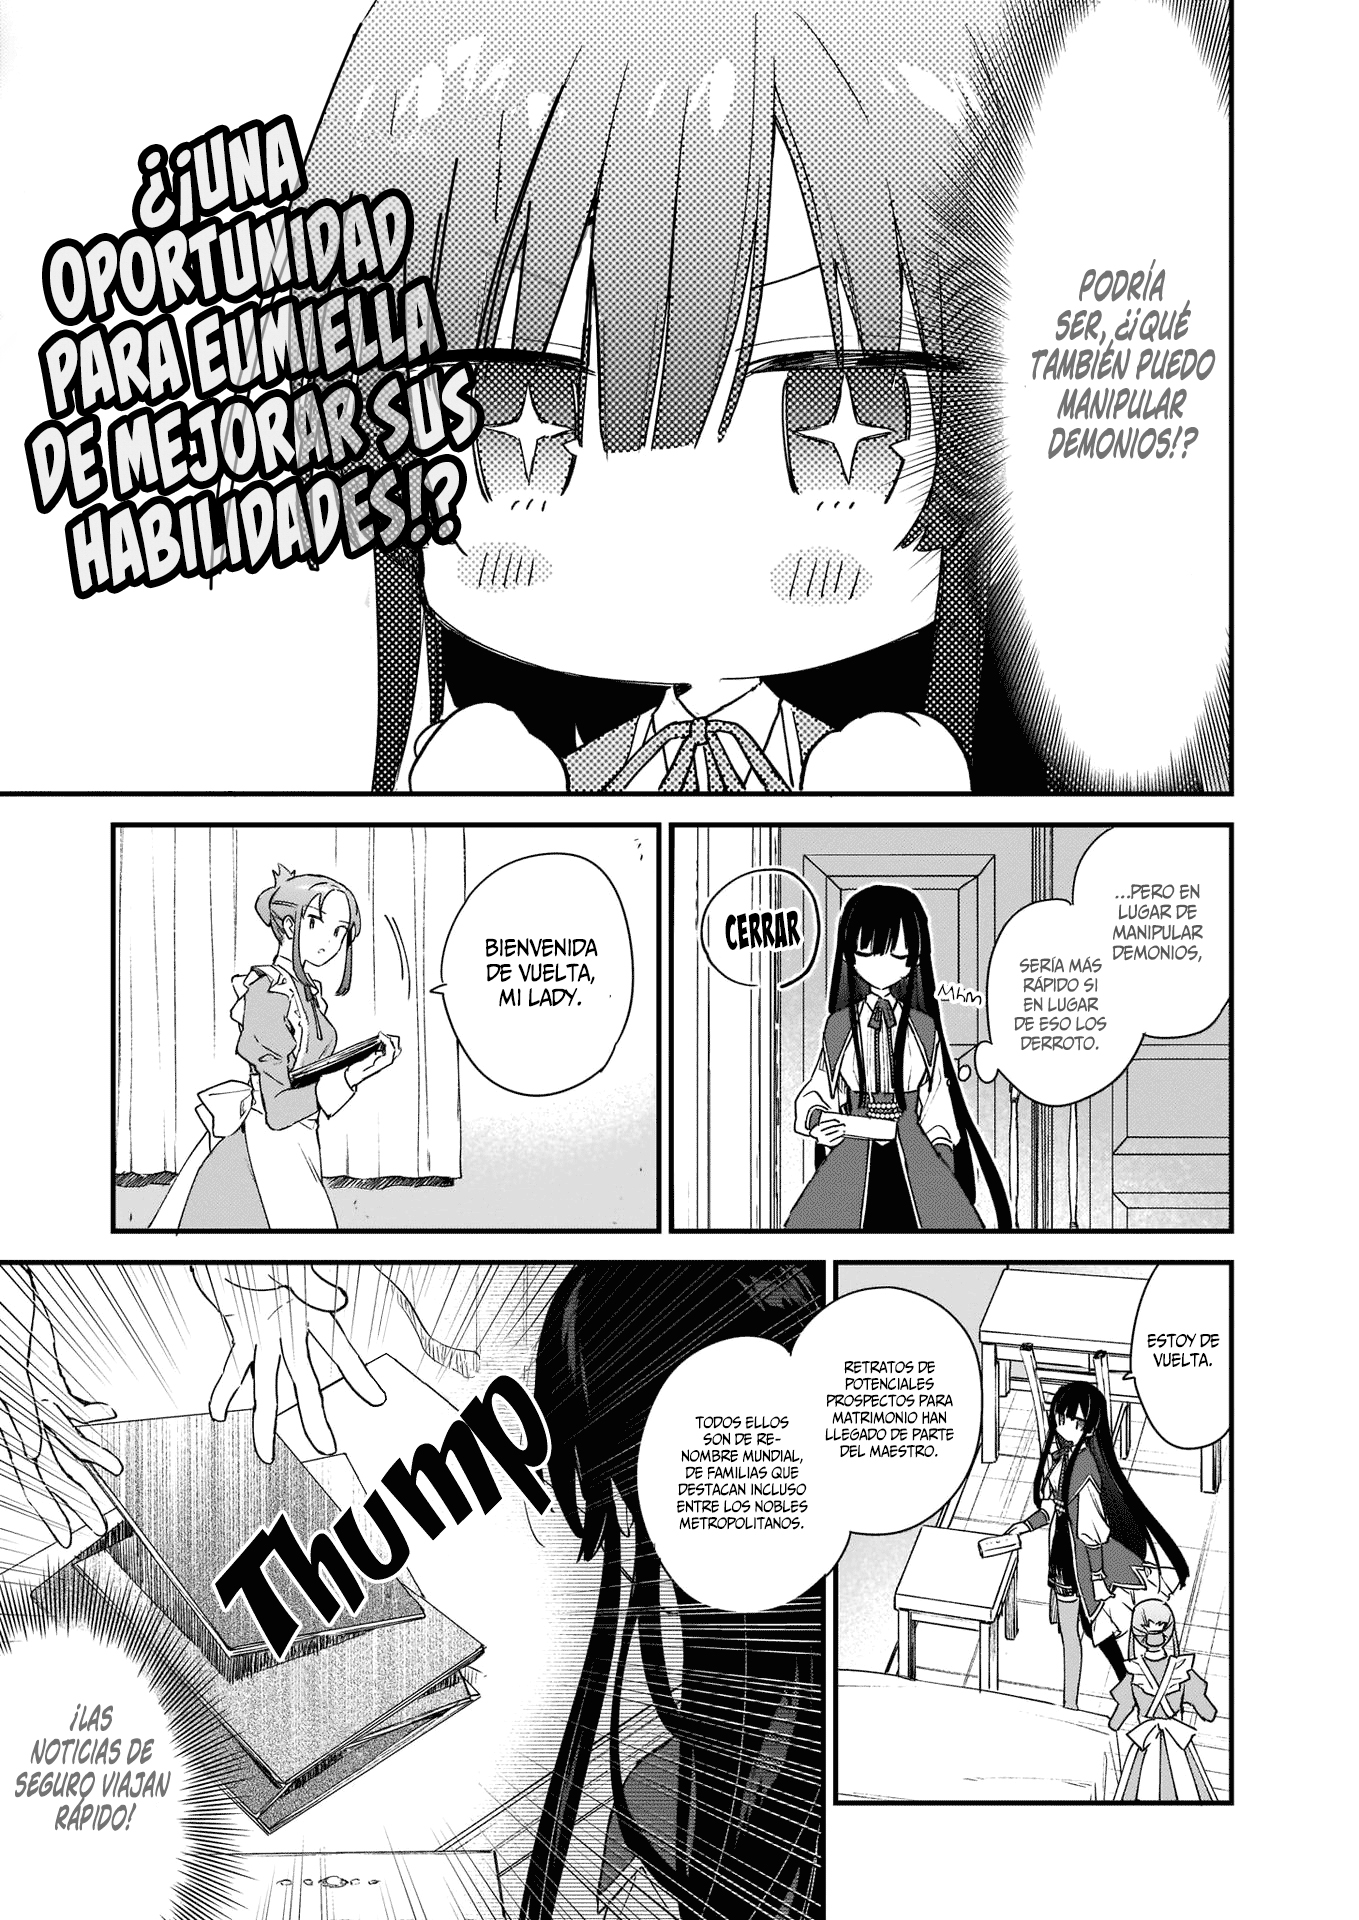 PODRÍA
SER, ¿¡QUÉ
TAMBIÉN PUEDO
MANIPULAR
DEMONIOS!?
¿¡UNA
OPORTUNIDAD
PARA EUMIELLA
DE MEJORAR SUS
HABILIDADES!?
...PERO EN
LUGAR DE
MANIPULAR
DEMONIOS,
SERÍA MÁS
RÁPIDO SI
EN LUGAR
DE ESO LOS
DERROTO.
Mhm
CERRAR
BIENVENIDA
DE VUELTA,
MI LADY.
ESTOY DE
VUELTA.
RETRATOS DE
POTENCIALES
PROSPECTOS PARA
MATRIMONIO HAN
LLEGADO DE PARTE
DEL MAESTRO.
TODOS ELLOS
SON DE RE-
NOMBRE MUNDIAL,
DE FAMILIAS QUE
DESTACAN INCLUSO
ENTRE LOS NOBLES
METROPOLITANOS.
Thump
¡LAS
NOTICIAS DE
SEGURO VIAJAN
RÁPIDO!